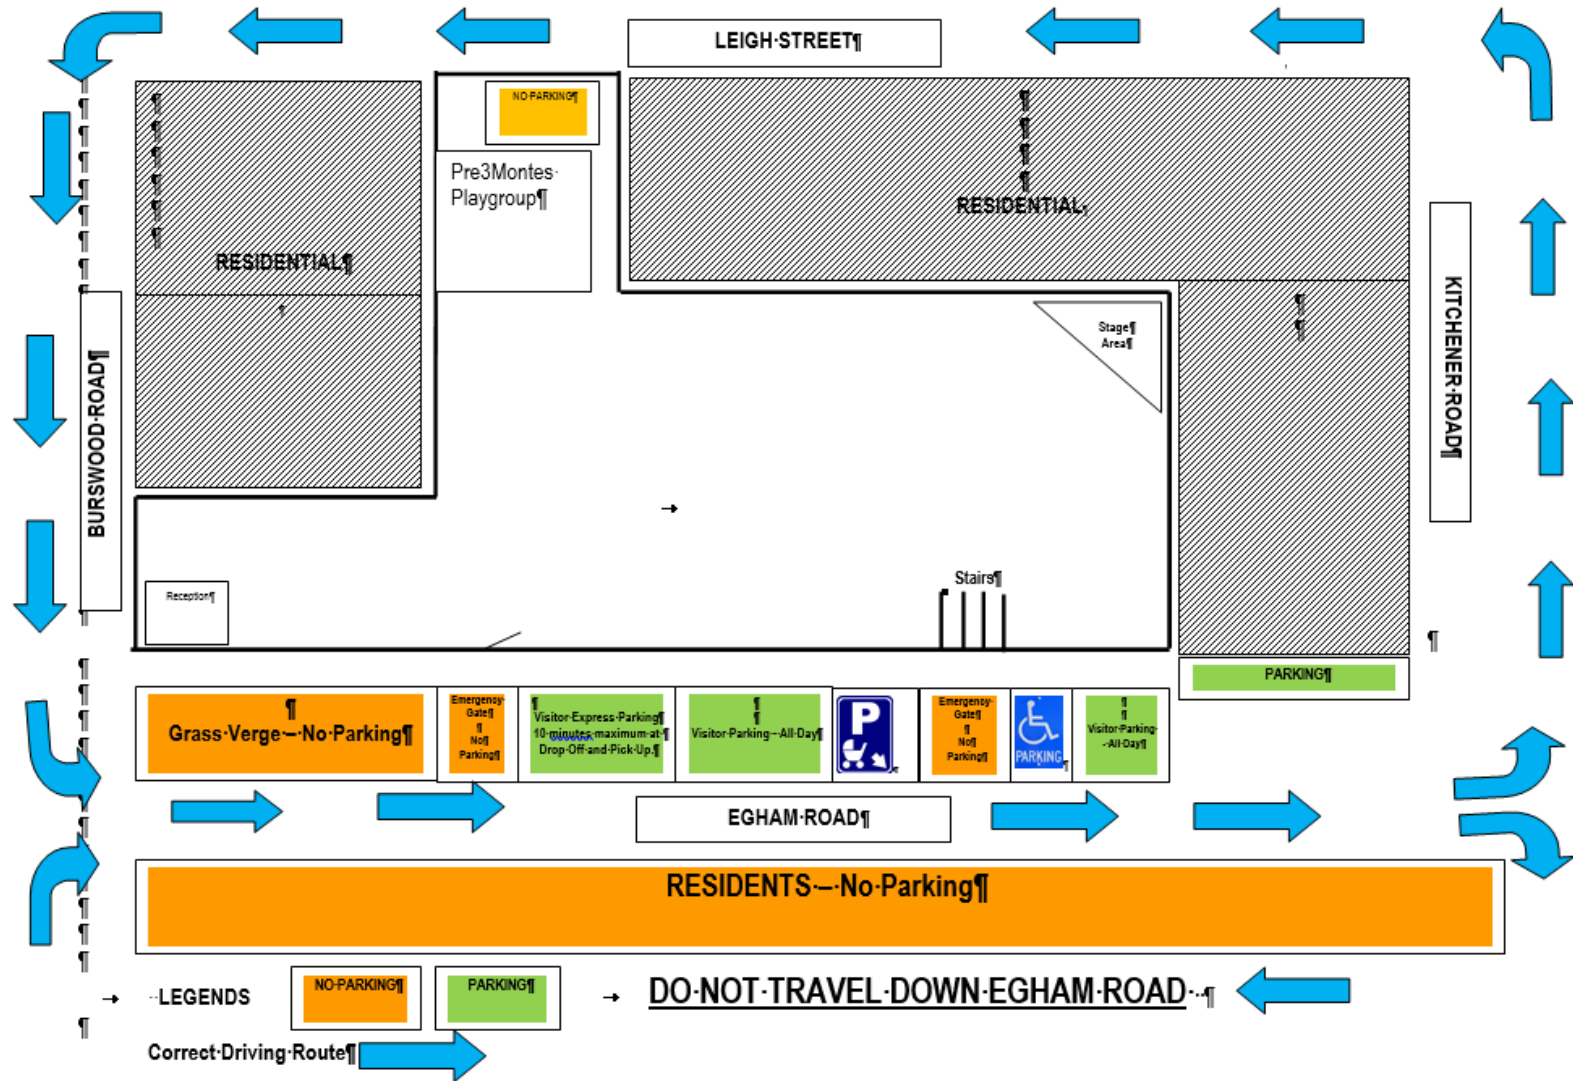 LEIGH·STREET¶
NO·PARKING¶
Pre3Montes·
Playgroup¶
RESIDENTIAL¶
RESIDENTIAL¶
Stage¶
Area¶
BURSWOOD·ROAD¶
KITCHENER·ROAD¶
Reception¶
Stairs¶
PARKING¶
Grass·Verge·–·No·Parking¶
Emergency·
Gate¶
¶
No¶
Parking¶
¶
Visitor·Express·Parking¶
10·minutes·maximum·at·¶
Drop·Off·and·Pick·Up.¶
Visitor·Parking·–·All·Day¶
P
Emergency·
Gate¶
¶
No¶
Parking¶
PARKING
Visitor·Parking·
–·All·Day¶
EGHAM·ROAD¶
RESIDENTS·–·No·Parking¶
LEGENDS
NO·PARKING¶
PARKING¶
DO·NOT·TRAVEL·DOWN·EGHAM·ROAD·¶
Correct·Driving·Route¶